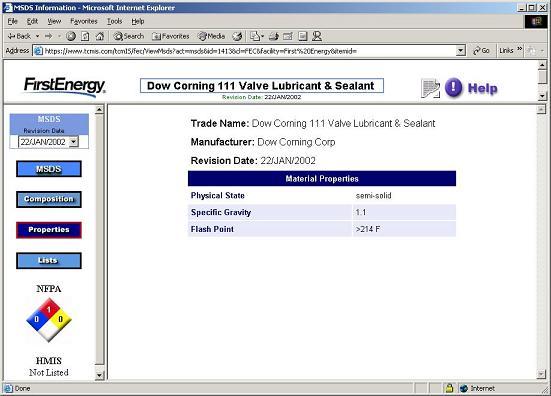 MSDS Information - Microsoft Internet Explorer
File Edit View Favorites Tools Help
Back Search Favorites Media
Address https://www.tcmis.com/tcmIS/fec/ViewMsds?act=msds&id=1413&cl=FEC&facility=First%20Energy&itemid= Go Links »
FirstEnergy
Dow Corning 111 Valve Lubricant & Sealant
Revision Date: 22/JAN/2002
Help
MSDS
Revision Date
22/JAN/2002
MSDS
Composition
Properties
Lists
NFPA
1
0 0
HMIS
Not Listed
Trade Name: Dow Corning 111 Valve Lubricant & Sealant
Manufacturer: Dow Corning Corp
Revision Date: 22/JAN/2002
Material Properties
Physical State semi-solid
Specific Gravity 1.1
Flash Point >214 F
Done Internet